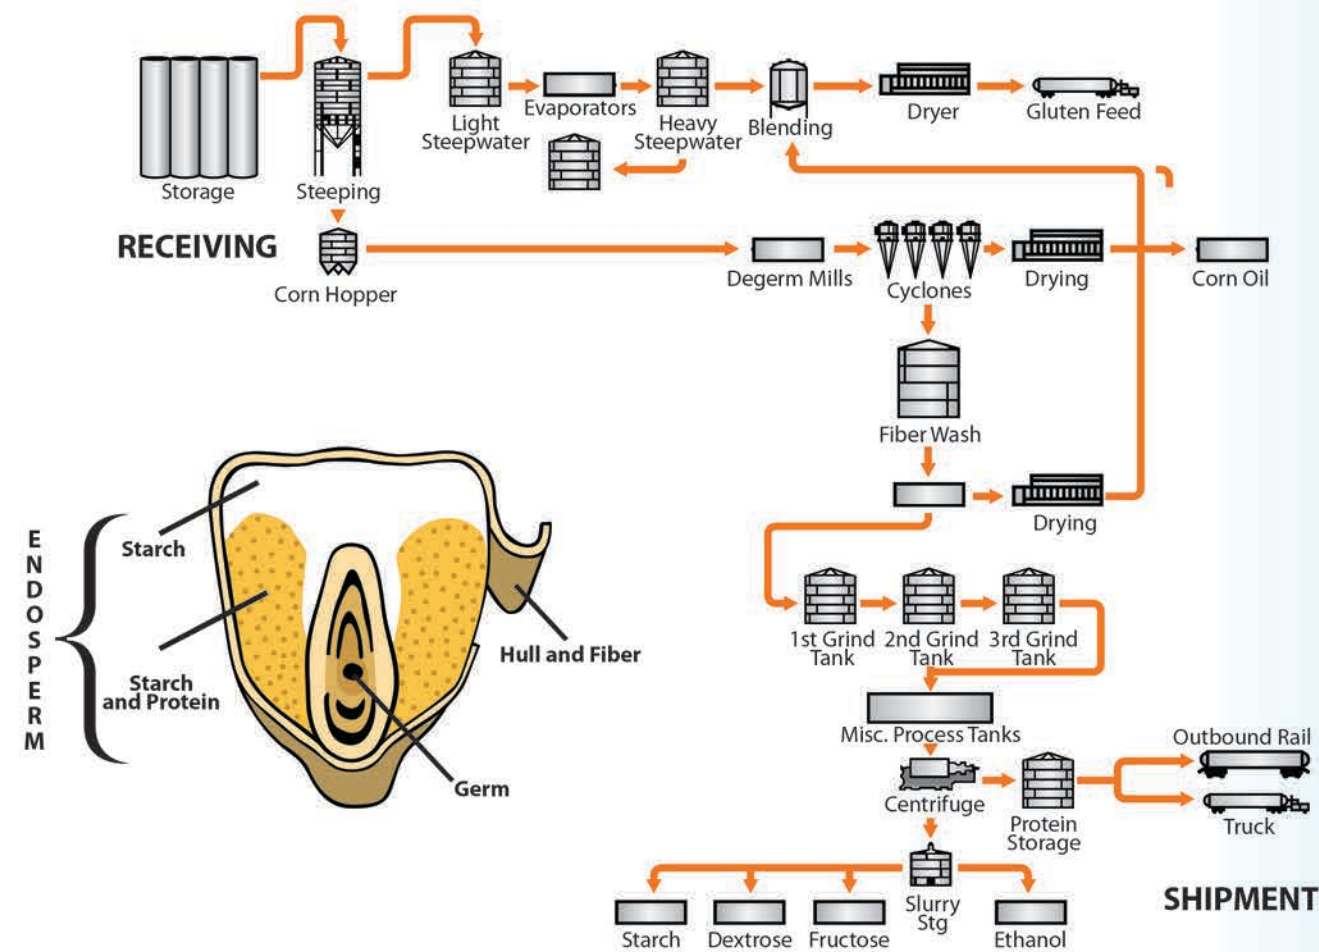 Storage
Steeping
Light
Steepwater
Evaporators
Heavy
Steepwater
Blending
Dryer
Gluten Feed
RECEIVING
Corn Hopper
Degerm Mills
Cyclones
Drying
Corn Oil
Fiber Wash
Drying
1st Grind
Tank
2nd Grind
Tank
3rd Grind
Tank
Misc. Process Tanks
Centrifuge
Protein
Storage
Outbound Rail
Truck
SHIPMENT
Slurry
Stg
Starch
Dextrose
Fructose
Ethanol
ENDOSPERM
Starch
Starch
and Protein
Hull and Fiber
Germ